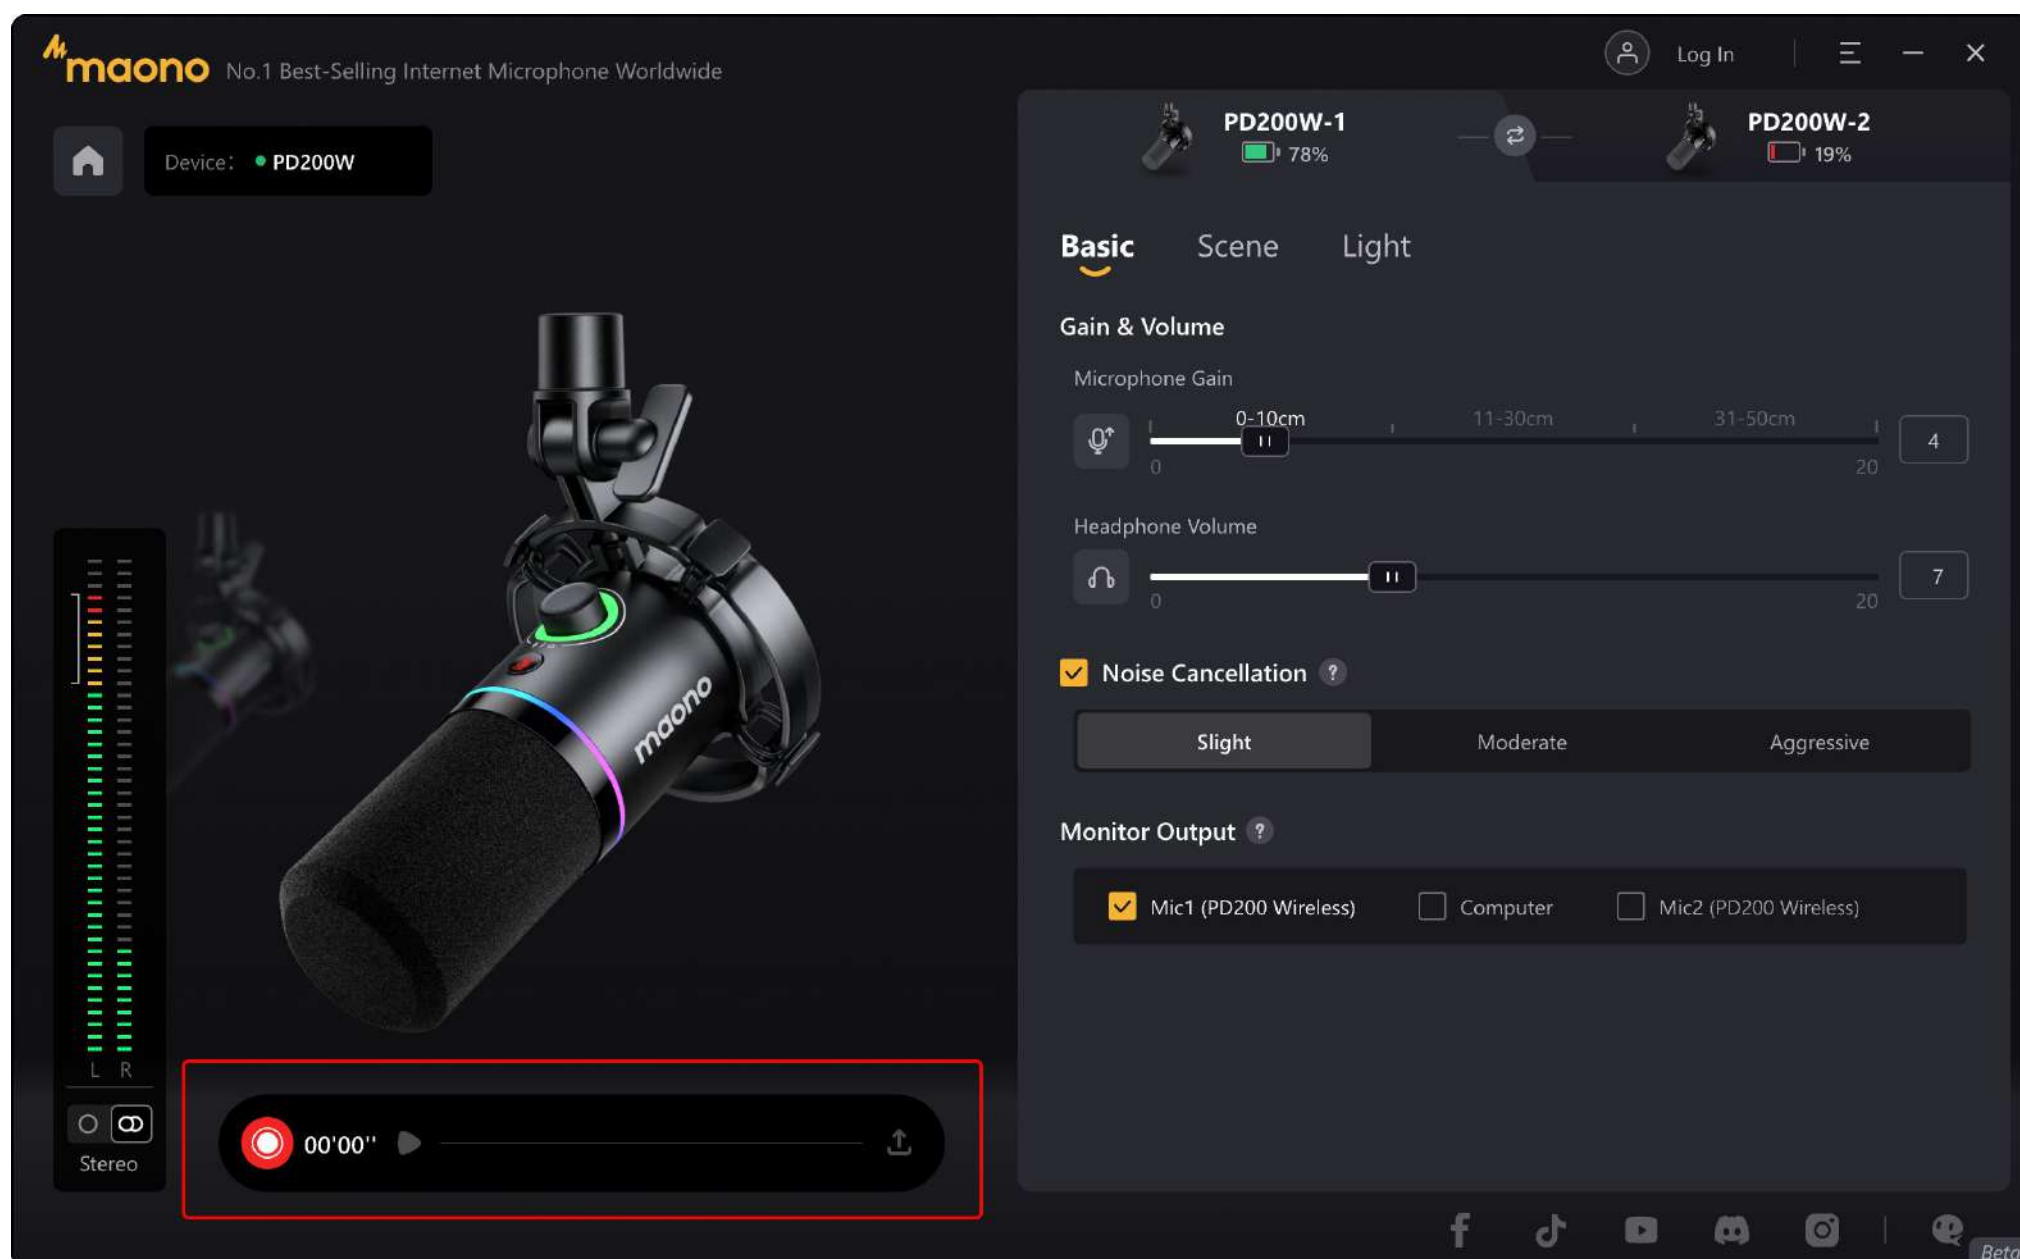 maono No.1 Best-Selling Internet Microphone Worldwide
Log In
Device: PD200W
PD200W-1
78%
PD200W-2
19%
Basic Scene Light
Gain & Volume
Microphone Gain
0-10cm 11-30cm 31-50cm
4
0 20
Headphone Volume
7
0 20
Noise Cancellation ?
Slight Moderate Aggressive
Monitor Output ?
Mic1 (PD200 Wireless) Computer Mic2 (PD200 Wireless)
maono
L R
Stereo
00'00''
Beta